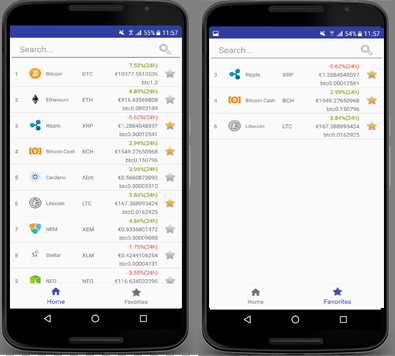 55% 11:57
Search...
7.53%(24h)
1 Bitcoin BTC €10377.5513536
btc1.0
4.89%(24h)
2 Ethereum ETH €915.63569808
btc0.0892189
-5.62%(24h)
3 Ripple XRP €1.2884548597
btc0.00012541
2.99%(24h)
4 Bitcoin Cash BCH €1549.27650968
btc0.150796
3.95%(24h)
5 Cardano ADA €0.5660873092
btc0.00005510
3.84%(24h)
6 Litecoin LTC €167.388993424
btc0.0162925
4.84%(24h)
7 NEM XEM €0.9336801372
btc0.00009088
-1.75%(24h)
8 Stellar XLM €0.4244106254
btc0.00004131
-3.55%(24h)
9 NEO NEO €116.634532296
Home Favorites
54% 11:57
Search...
-5.62%(24h)
3 Ripple XRP €1.2884548597
btc0.00012541
2.99%(24h)
4 Bitcoin Cash BCH €1549.27650968
btc0.150796
3.84%(24h)
6 Litecoin LTC €167.388993424
btc0.0162925
Home Favorites